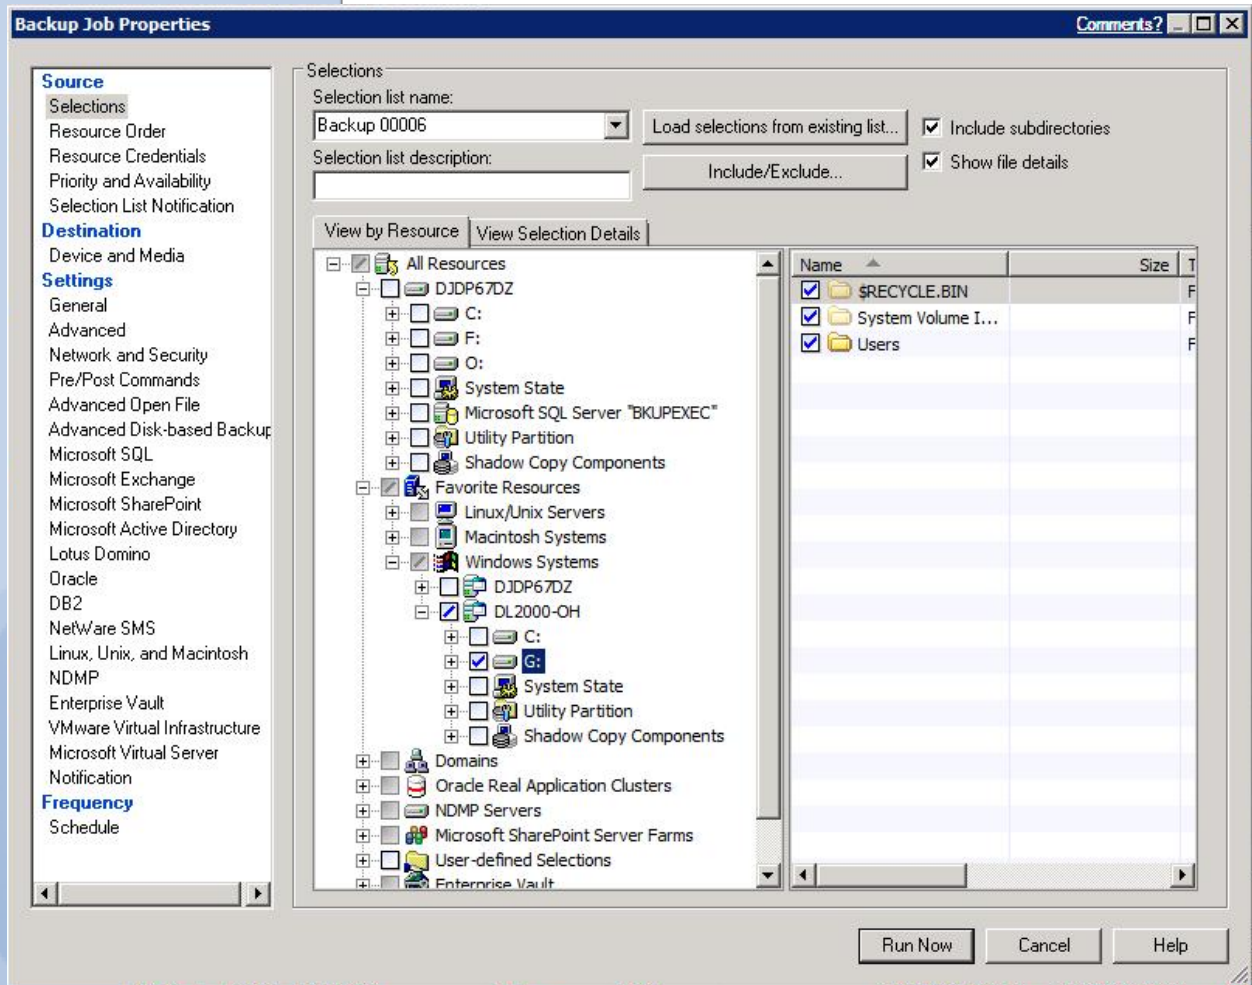 Backup Job Properties
Comments?
Source
Selections
Resource Order
Resource Credentials
Priority and Availability
Selection List Notification
Destination
Device and Media
Settings
General
Advanced
Network and Security
Pre/Post Commands
Advanced Open File
Advanced Disk-based Backup
Microsoft SQL
Microsoft Exchange
Microsoft SharePoint
Microsoft Active Directory
Lotus Domino
Oracle
DB2
NetWare SMS
Linux, Unix, and Macintosh
NDMP
Enterprise Vault
VMware Virtual Infrastructure
Microsoft Virtual Server
Notification
Frequency
Schedule
Selections
Selection list name:
Backup 00006
Load selections from existing list...
Include subdirectories
Selection list description:
Include/Exclude...
Show file details
View by Resource
View Selection Details
All Resources
DJDP67DZ
C:
F:
O:
System State
Microsoft SQL Server "BKUPEXEC"
Utility Partition
Shadow Copy Components
Favorite Resources
Linux/Unix Servers
Macintosh Systems
Windows Systems
DJDP67DZ
DL2000-OH
C:
G:
System State
Utility Partition
Shadow Copy Components
Domains
Oracle Real Application Clusters
NDMP Servers
Microsoft SharePoint Server Farms
User-defined Selections
Enterprise Vault
Name Size T
$RECYCLE.BIN F
System Volume I... F
Users F
Run Now
Cancel
Help